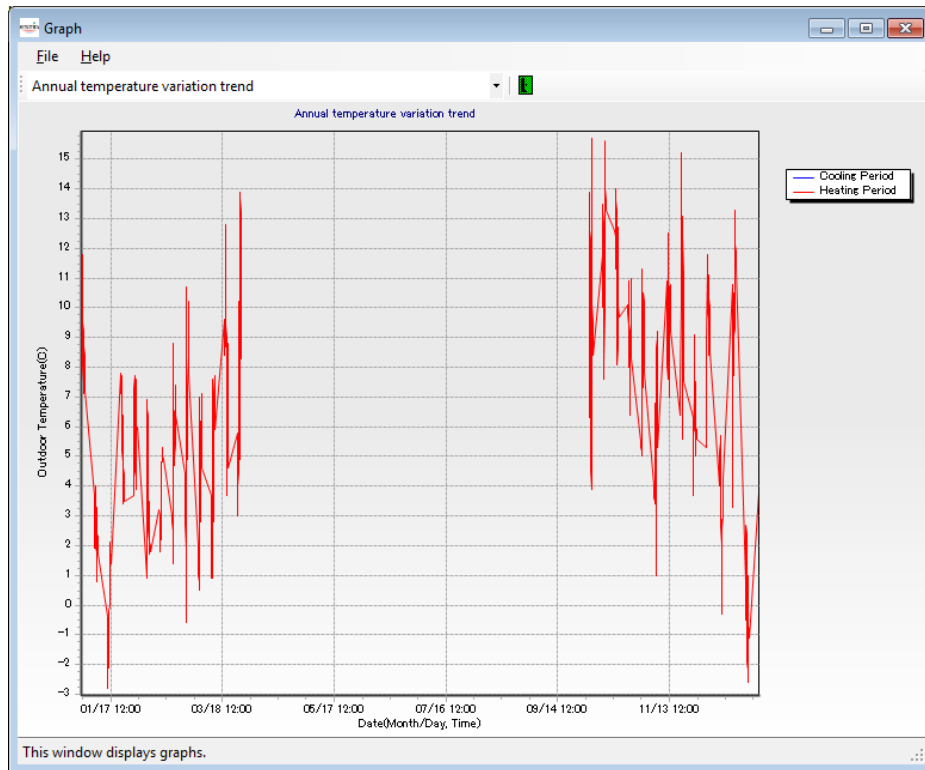 Graph
File Help
Annual temperature variation trend
Annual temperature variation trend
Cooling Period
Heating Period
15
14
13
12
11
10
9
8
7
6
5
4
3
2
1
0
-1
-2
-3
Outdoor Temperature(C)
01/17 12:00 03/18 12:00 05/17 12:00 07/16 12:00 09/14 12:00 11/13 12:00
Date(Month/Day, Time)
This window displays graphs.